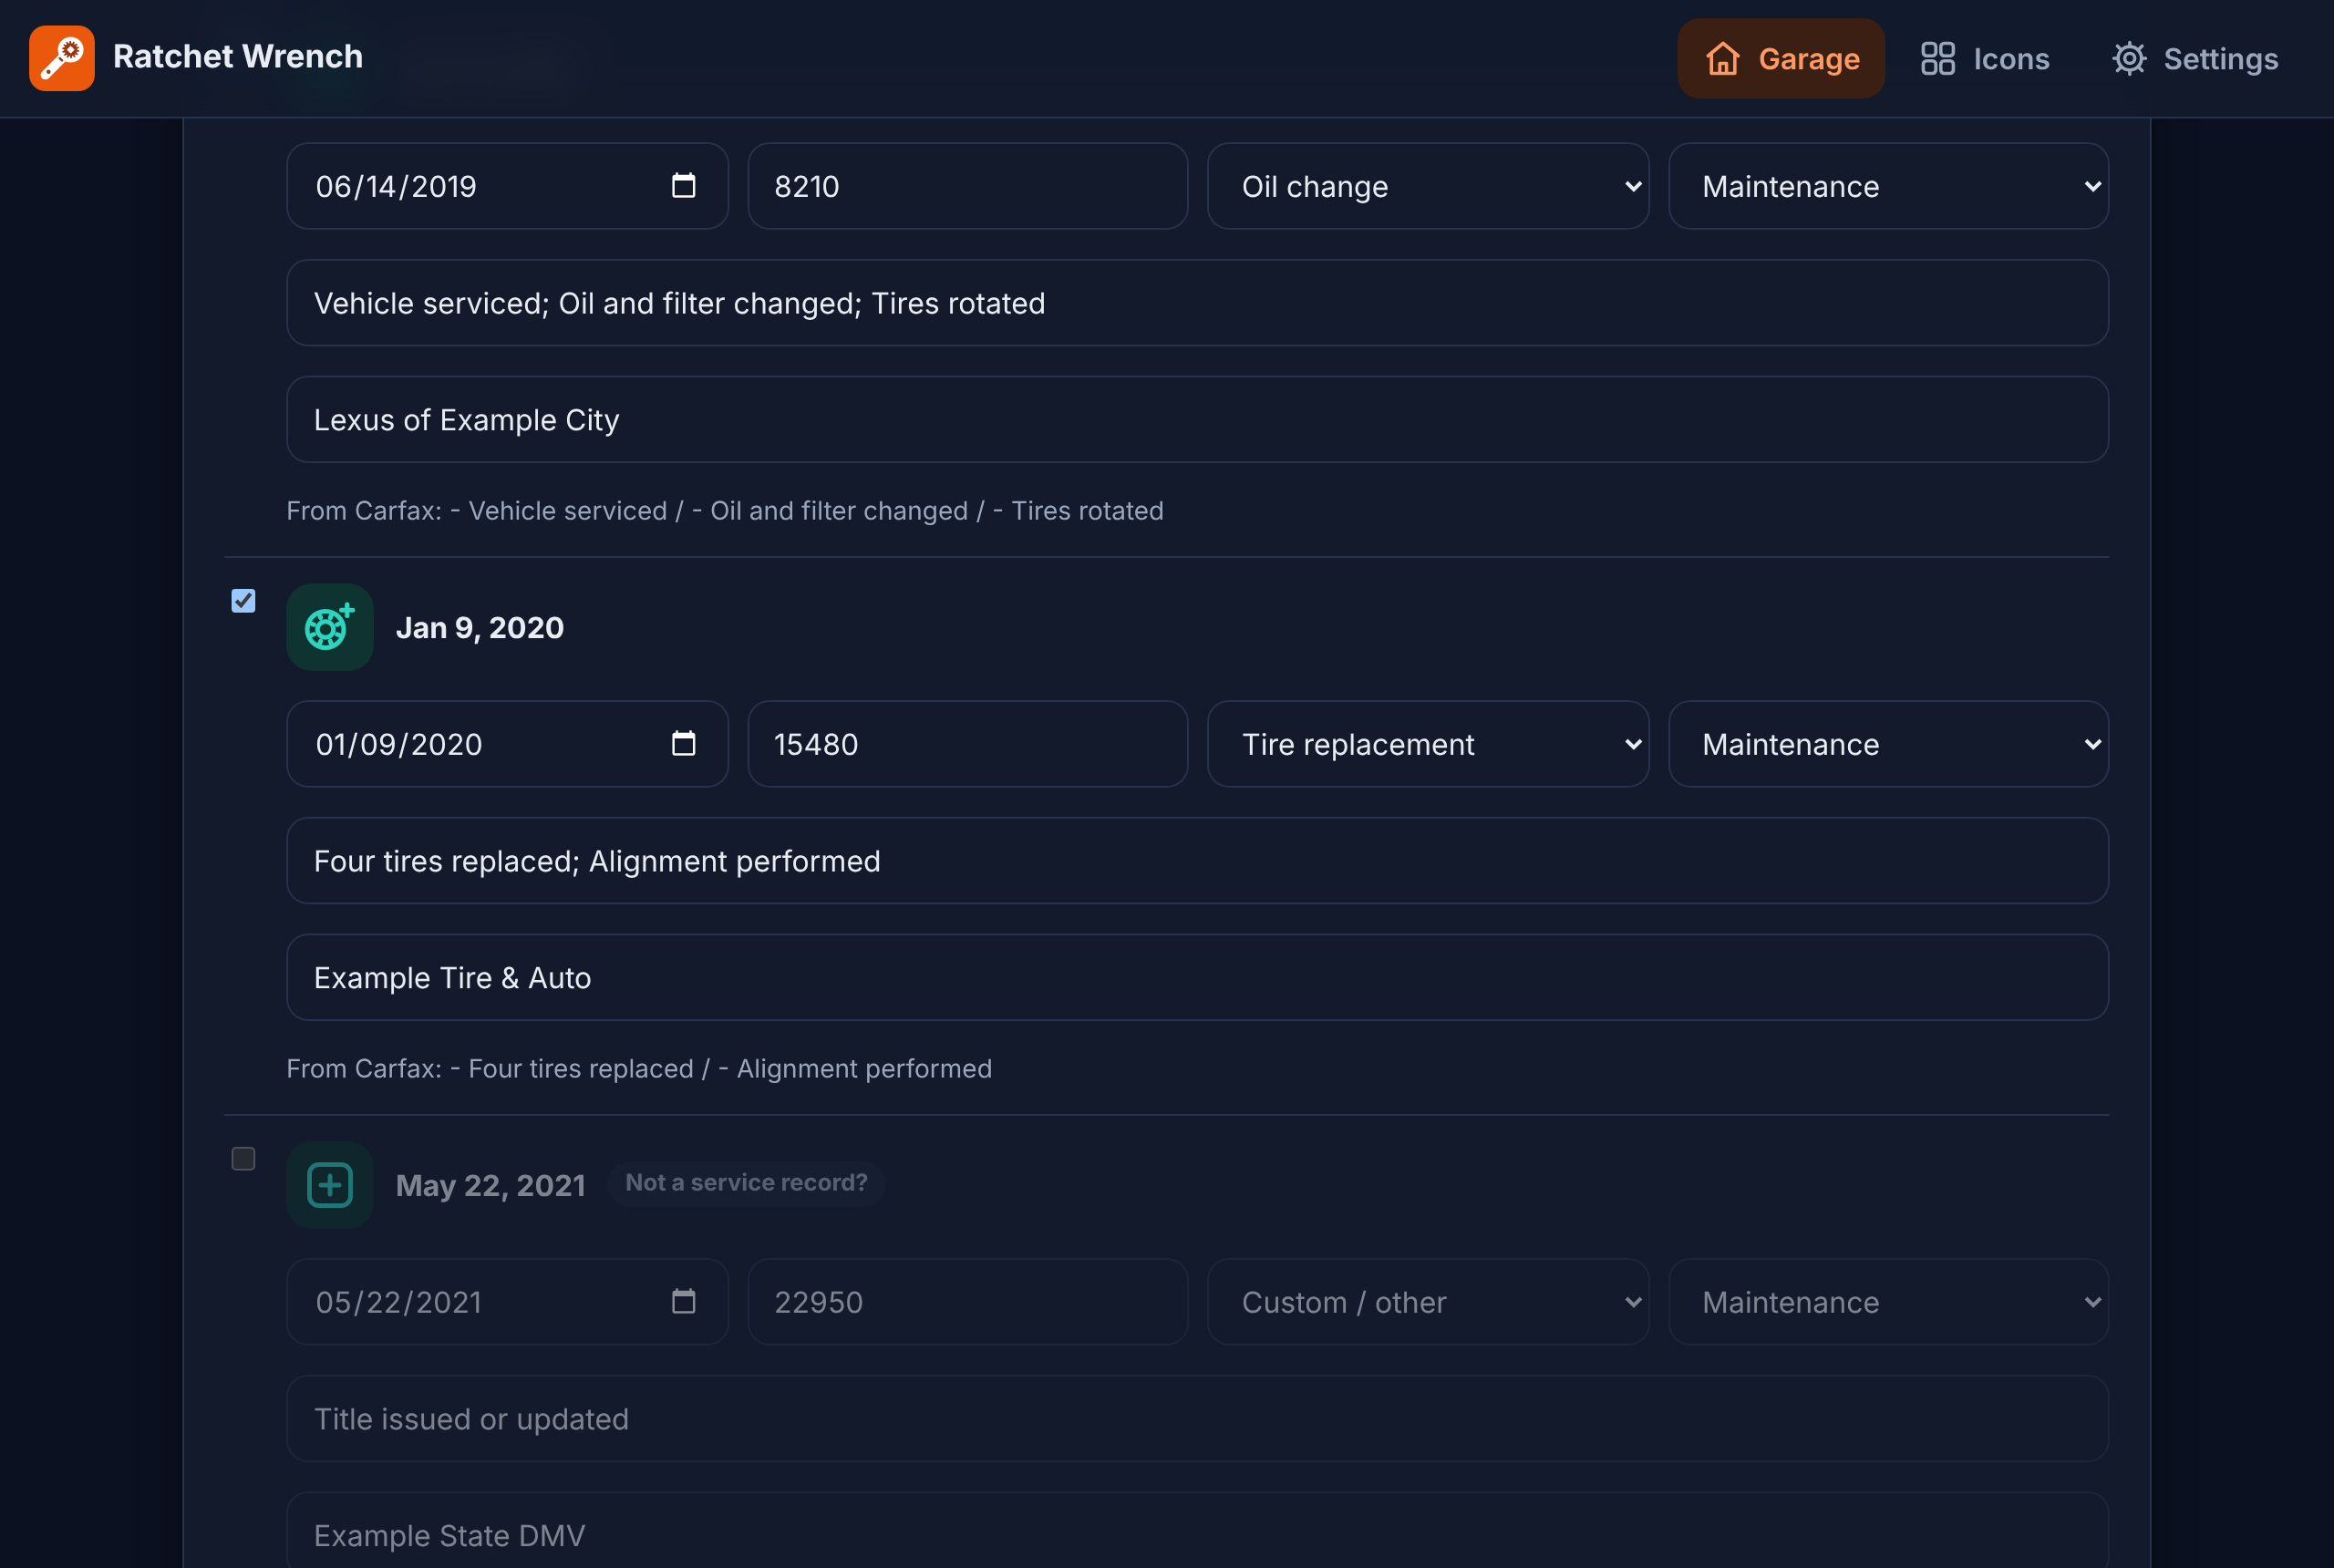 Ratchet Wrench
Garage
Icons
Settings
06/14/2019
8210
Oil change
Maintenance
Vehicle serviced; Oil and filter changed; Tires rotated
Lexus of Example City
From Carfax: - Vehicle serviced / - Oil and filter changed / - Tires rotated
Jan 9, 2020
01/09/2020
15480
Tire replacement
Maintenance
Four tires replaced; Alignment performed
Example Tire & Auto
From Carfax: - Four tires replaced / - Alignment performed
May 22, 2021
Not a service record?
05/22/2021
22950
Custom / other
Maintenance
Title issued or updated
Example State DMV